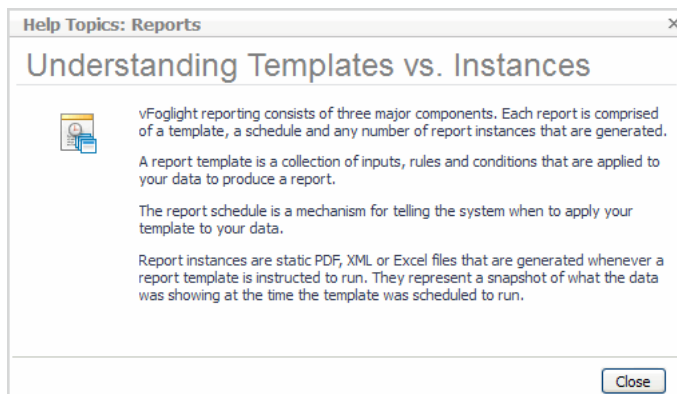 Help Topics: Reports
Understanding Templates vs. Instances
vFoglight reporting consists of three major components. Each report is comprised
of a template, a schedule and any number of report instances that are generated.
A report template is a collection of inputs, rules and conditions that are applied to
your data to produce a report.
The report schedule is a mechanism for telling the system when to apply your
template to your data.
Report instances are static PDF, XML or Excel files that are generated whenever a
report template is instructed to run. They represent a snapshot of what the data
was showing at the time the template was scheduled to run.
Close